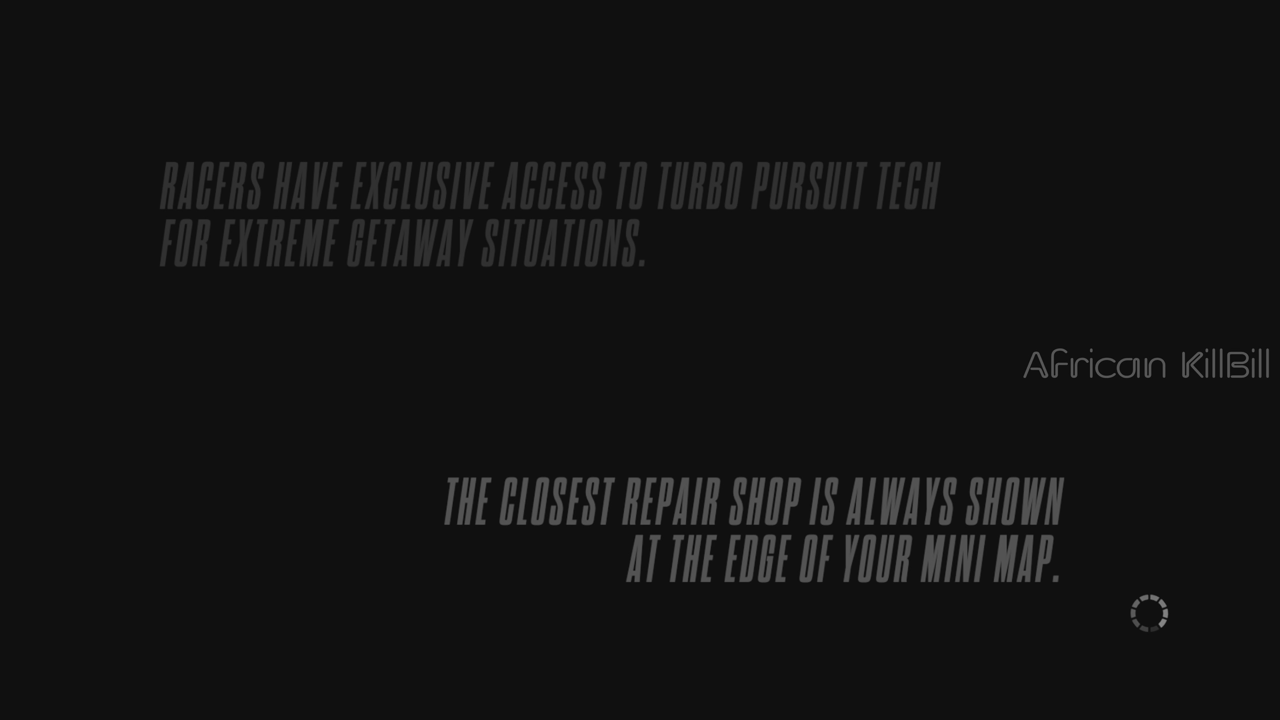 RACERS HAVE EXCLUSIVE ACCESS TO TURBO PURSUIT TECH
FOR EXTREME GETAWAY SITUATIONS.
African KillBill
THE CLOSEST REPAIR SHOP IS ALWAYS SHOWN
AT THE EDGE OF YOUR MINI MAP.